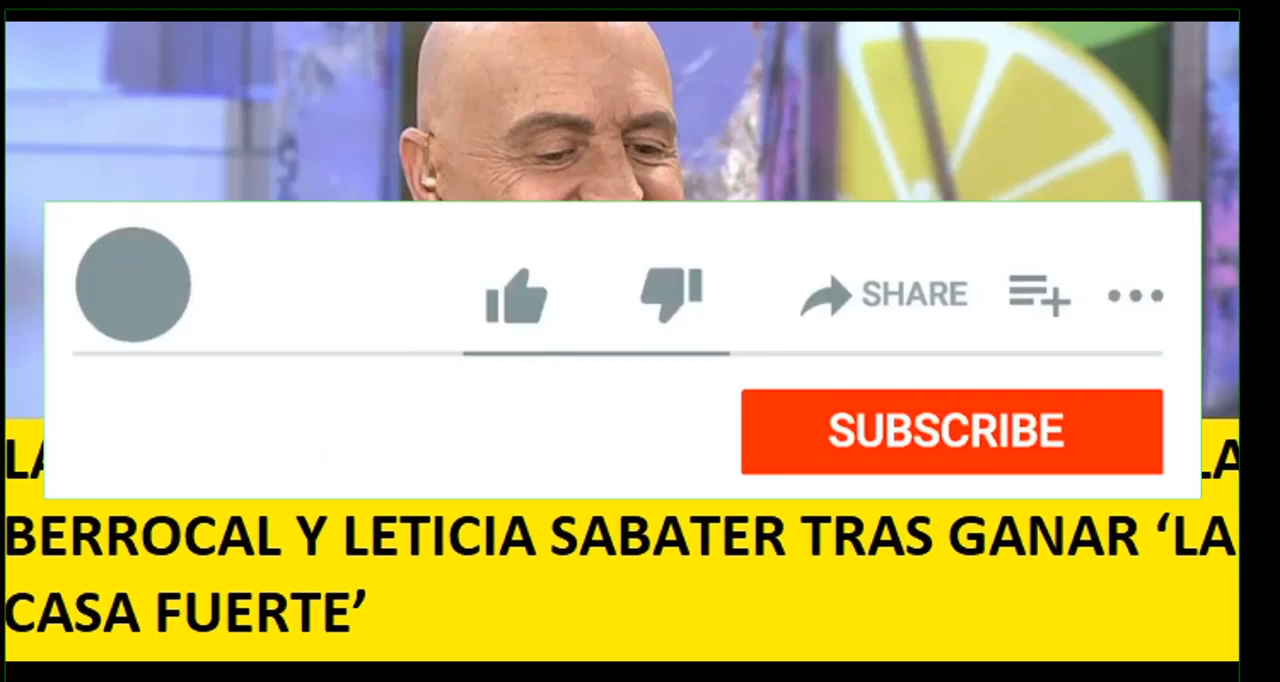 SHARE
SUBSCRIBE
LA
BERROCAL Y LETICIA SABATER TRAS GANAR ‘LA
CASA FUERTE’